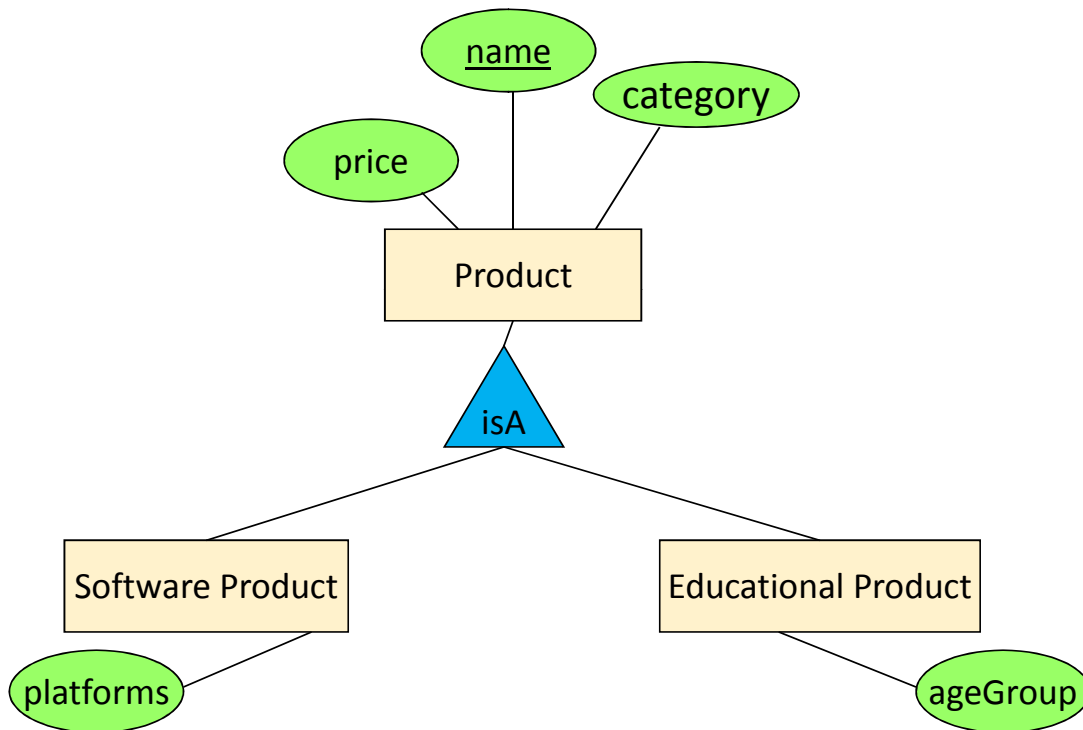 name
category
price
Product
isA
Software Product
Educational Product
platforms
ageGroup